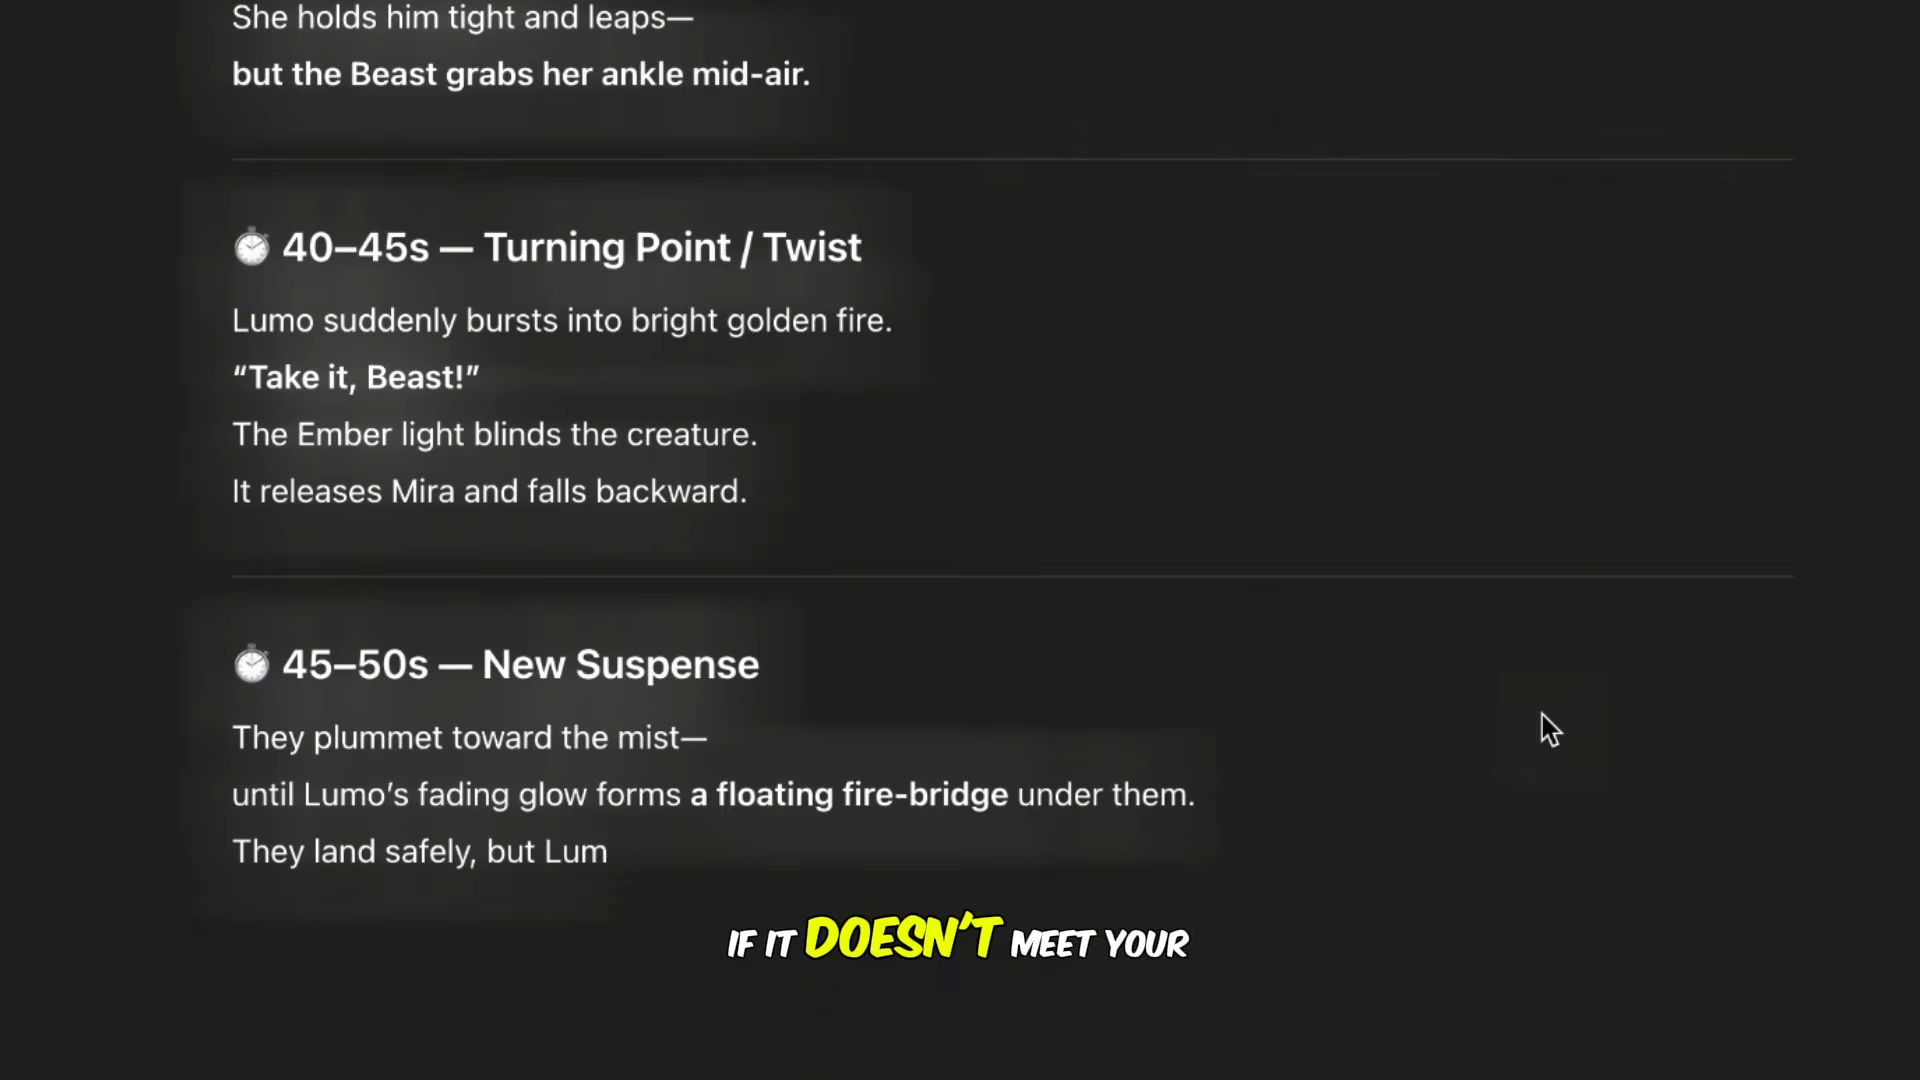 She holds him tight and leaps—
but the Beast grabs her ankle mid-air.
⏱️ 40–45s — Turning Point / Twist
Lumo suddenly bursts into bright golden fire.
“Take it, Beast!”
The Ember light blinds the creature.
It releases Mira and falls backward.
⏱️ 45–50s — New Suspense
They plummet toward the mist—
until Lumo’s fading glow forms a floating fire-bridge under them.
They land safely, but Lum
IF IT DOESN'T MEET YOUR